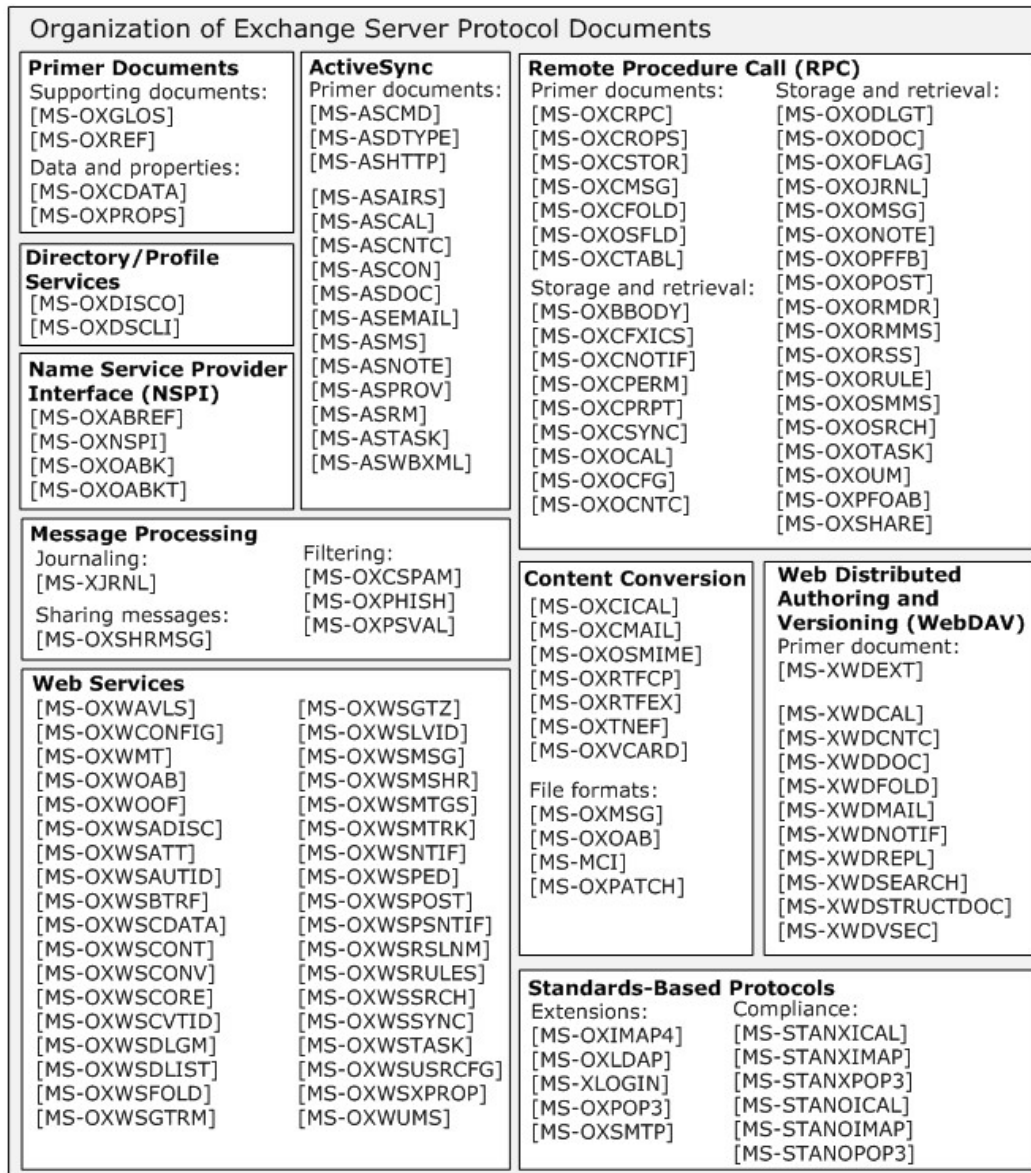 Organization of Exchange Server Protocol Documents
Primer Documents
Supporting documents:
[MS-OXGLOS]
[MS-OXREF]
Data and properties:
[MS-OXCDATA]
[MS-OXPROPS]
Directory/Profile
Services
[MS-OXDISCO]
[MS-OXDSCLI]
Name Service Provider
Interface (NSPI)
[MS-OXABREF]
[MS-OXNSPI]
[MS-OXOABK]
[MS-OXOABKT]
ActiveSync
Primer documents:
[MS-ASCMD]
[MS-ASDTYPE]
[MS-ASHTTP]
[MS-ASAIRS]
[MS-ASCAL]
[MS-ASCNTC]
[MS-ASCON]
[MS-ASDOC]
[MS-ASEMAIL]
[MS-ASMS]
[MS-ASNOTE]
[MS-ASPROV]
[MS-ASRM]
[MS-ASTASK]
[MS-ASWBXML]
Remote Procedure Call (RPC)
Primer documents:
[MS-OXCRPC]
[MS-OXCROPS]
[MS-OXCSTOR]
[MS-OXCMSG]
[MS-OXCFOLD]
[MS-OXOSFLD]
[MS-OXCTABL]
Storage and retrieval:
[MS-OXBBODY]
[MS-OXCFXICS]
[MS-OXCNOTIF]
[MS-OXCPERM]
[MS-OXCPRPT]
[MS-OXCSYNC]
[MS-OXOCAL]
[MS-OXOCFG]
[MS-OXOCNTC]
Storage and retrieval:
[MS-OXODLGT]
[MS-OXODOC]
[MS-OXOFLAG]
[MS-OXOJRNL]
[MS-OXOMSG]
[MS-OXONOTE]
[MS-OXOPFFB]
[MS-OXOPOST]
[MS-OXORMDR]
[MS-OXORMMS]
[MS-OXORSS]
[MS-OXORULE]
[MS-OXOSMMS]
[MS-OXOSRCH]
[MS-OXOTASK]
[MS-OXOUM]
[MS-OXPFOAB]
[MS-OXSHARE]
Message Processing
Journaling:
[MS-XJRNL]
Sharing messages:
[MS-OXSHRMSG]
Filtering:
[MS-OXCSPAM]
[MS-OXPHISH]
[MS-OXPSVAL]
Web Services
[MS-OXWAVLS]
[MS-OXWCONFIG]
[MS-OXWMT]
[MS-OXWOAB]
[MS-OXWOOF]
[MS-OXWSADISC]
[MS-OXWSATT]
[MS-OXWSAUTID]
[MS-OXWSBTRF]
[MS-OXWSCDATA]
[MS-OXWSCONT]
[MS-OXWSCONV]
[MS-OXWSCORE]
[MS-OXWSCVTID]
[MS-OXWSDLGM]
[MS-OXWSDLIST]
[MS-OXWSFOLD]
[MS-OXWSGTRM]
[MS-OXWSGTZ]
[MS-OXWSLVID]
[MS-OXWSMSG]
[MS-OXWSMSHR]
[MS-OXWSMTGS]
[MS-OXWSMTRK]
[MS-OXWSNTIF]
[MS-OXWSPED]
[MS-OXWSPOST]
[MS-OXWSPSNTIF]
[MS-OXWSRSLNM]
[MS-OXWSRULES]
[MS-OXWSSRCH]
[MS-OXWSSYNC]
[MS-OXWSTASK]
[MS-OXWSUSRCFG]
[MS-OXWSXPROP]
[MS-OXWUMS]
Content Conversion
[MS-OXCICAL]
[MS-OXCMAIL]
[MS-OXOSMIME]
[MS-OXRTFCP]
[MS-OXRTFEX]
[MS-OXTNEF]
[MS-OXVCARD]
File formats:
[MS-OXMSG]
[MS-OXOAB]
[MS-MCI]
[MS-OXPATCH]
Web Distributed
Authoring and
Versioning (WebDAV)
Primer document:
[MS-XWDEXT]
[MS-XWDCAL]
[MS-XWDCNTC]
[MS-XWDDOC]
[MS-XWDFOLD]
[MS-XWDMAIL]
[MS-XWDNOTIF]
[MS-XWDREPL]
[MS-XWDSEARCH]
[MS-XWDSTRUCTDOC]
[MS-XWDVSEC]
Standards-Based Protocols
Extensions:
[MS-OXIMAP4]
[MS-OXLDAP]
[MS-XLOGIN]
[MS-OXPOP3]
[MS-OXSMTP]
Compliance:
[MS-STANXICAL]
[MS-STANXIMAP]
[MS-STANXPOP3]
[MS-STANOICAL]
[MS-STANOIMAP]
[MS-STANOPOP3]